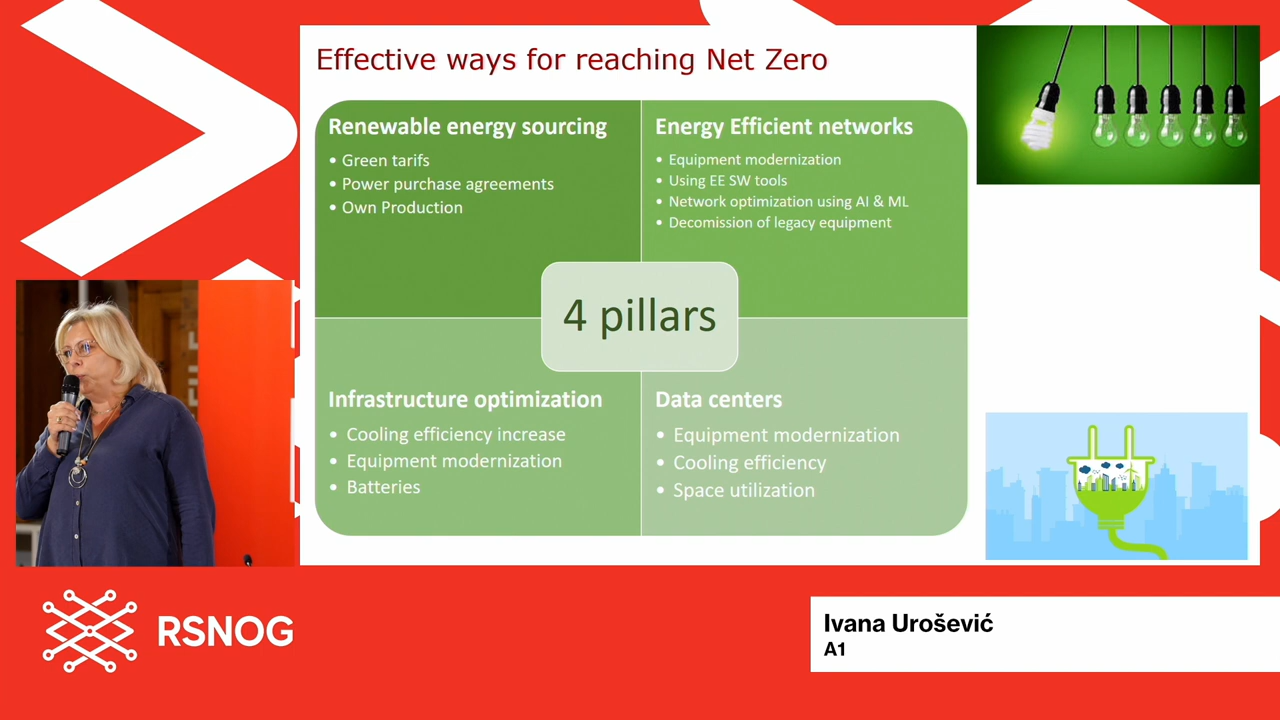 Effective ways for reaching Net Zero
Renewable energy sourcing
• Green tarifs
• Power purchase agreements
• Own Production
Energy Efficient networks
• Equipment modernization
• Using EE SW tools
• Network optimization using AI & ML
• Decomission of legacy equipment
4 pillars
Infrastructure optimization
• Cooling efficiency increase
• Equipment modernization
• Batteries
Data centers
• Equipment modernization
• Cooling efficiency
• Space utilization
RSNOG
Ivana Urošević
A1